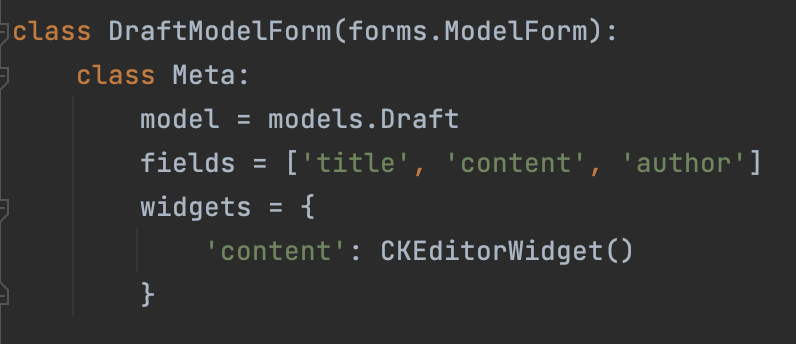 class DraftModelForm(forms.ModelForm):
    class Meta:
        model = models.Draft
        fields = ['title', 'content', 'author']
        widgets = {
            'content': CKEditorWidget()
        }